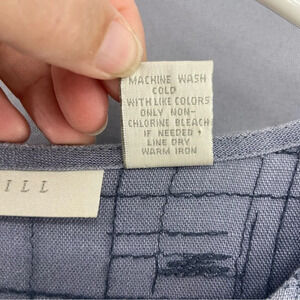 MACHINE WASH
COLD
WITH LIKE COLORS
ONLY NON-
CHLORINE BLEACH
IF NEEDED
LINE DRY
WARM IRON
ILL